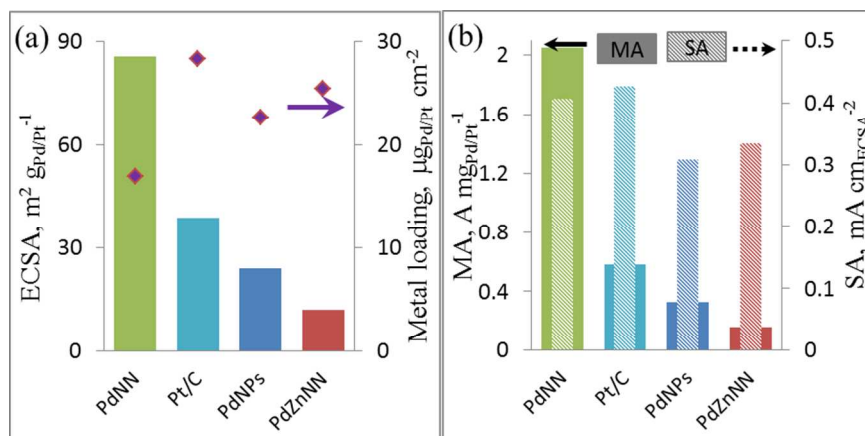 (a)
90
60
30
0
ECSA, m² g_Pd/Pt⁻¹
30
20
10
0
Metal loading, µg_Pd/Pt cm⁻²
PdNN
Pt/C
PdNPs
PdZnNN
(b)
MA
SA
2
1.6
1.2
0.8
0.4
0
MA, A mg_Pd/Pt⁻¹
0.5
0.4
0.3
0.2
0.1
0
SA, mA cm_ECSA⁻²
PdNN
Pt/C
PdNPs
PdZnNN